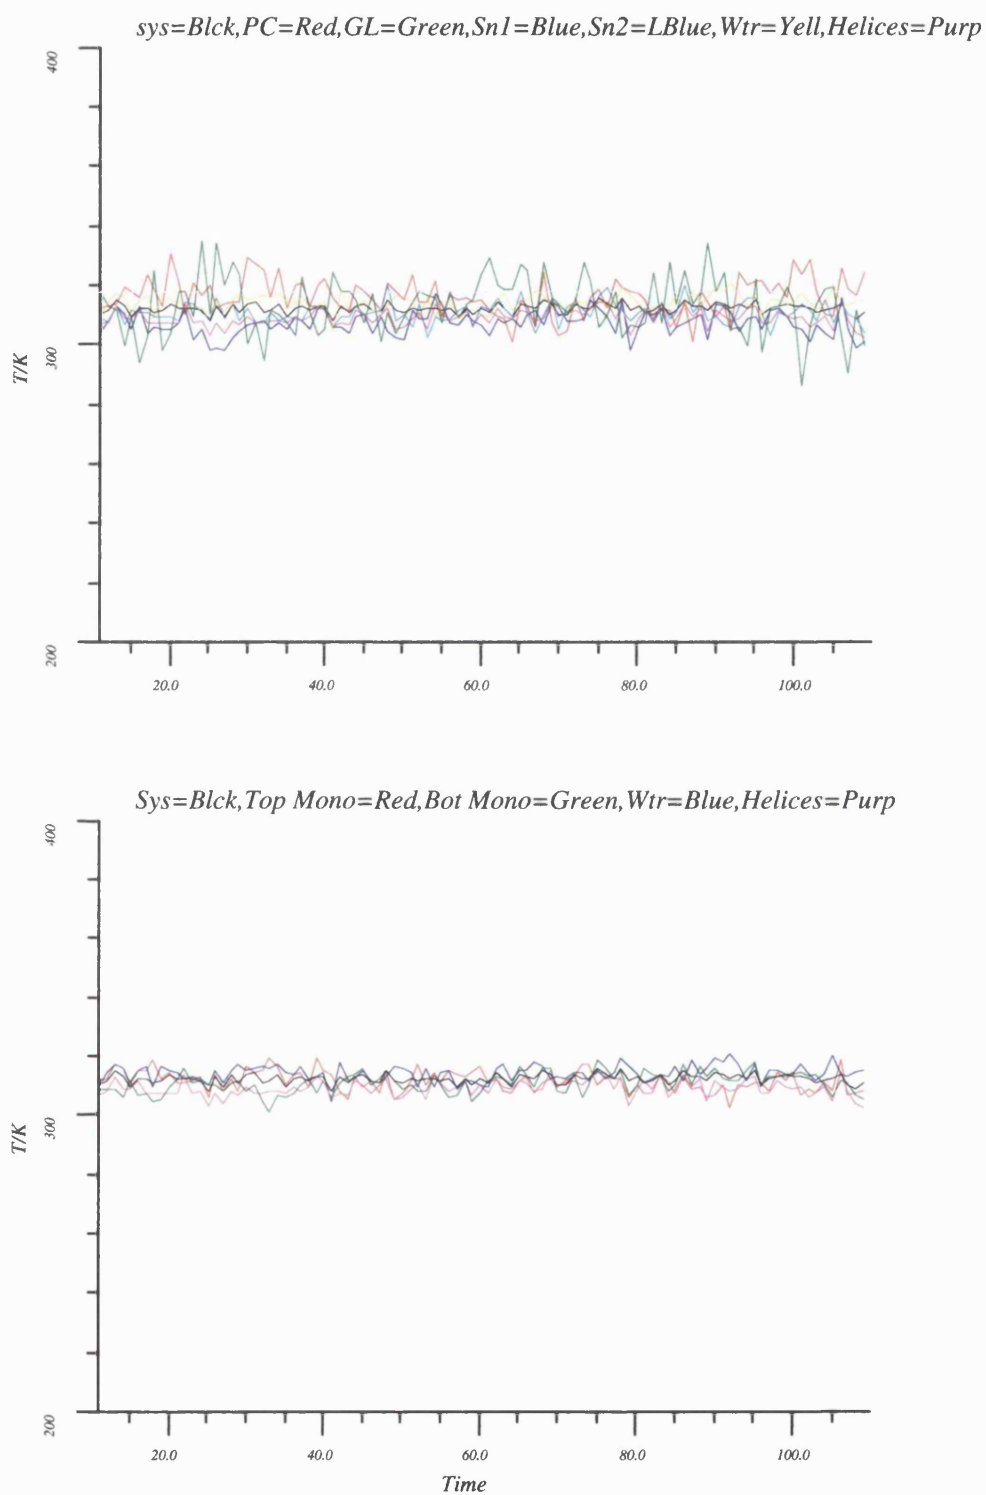 sys=Blck,PC=Red,GL=Green,Sn1=Blue,Sn2=LBlue,Wtr=Yell,Helices=Purp
400
300
200
T/K
20.0 40.0 60.0 80.0 100.0
Sys=Blck,Top Mono=Red,Bot Mono=Green,Wtr=Blue,Helices=Purp
400
300
200
T/K
20.0 40.0 60.0 80.0 100.0
Time